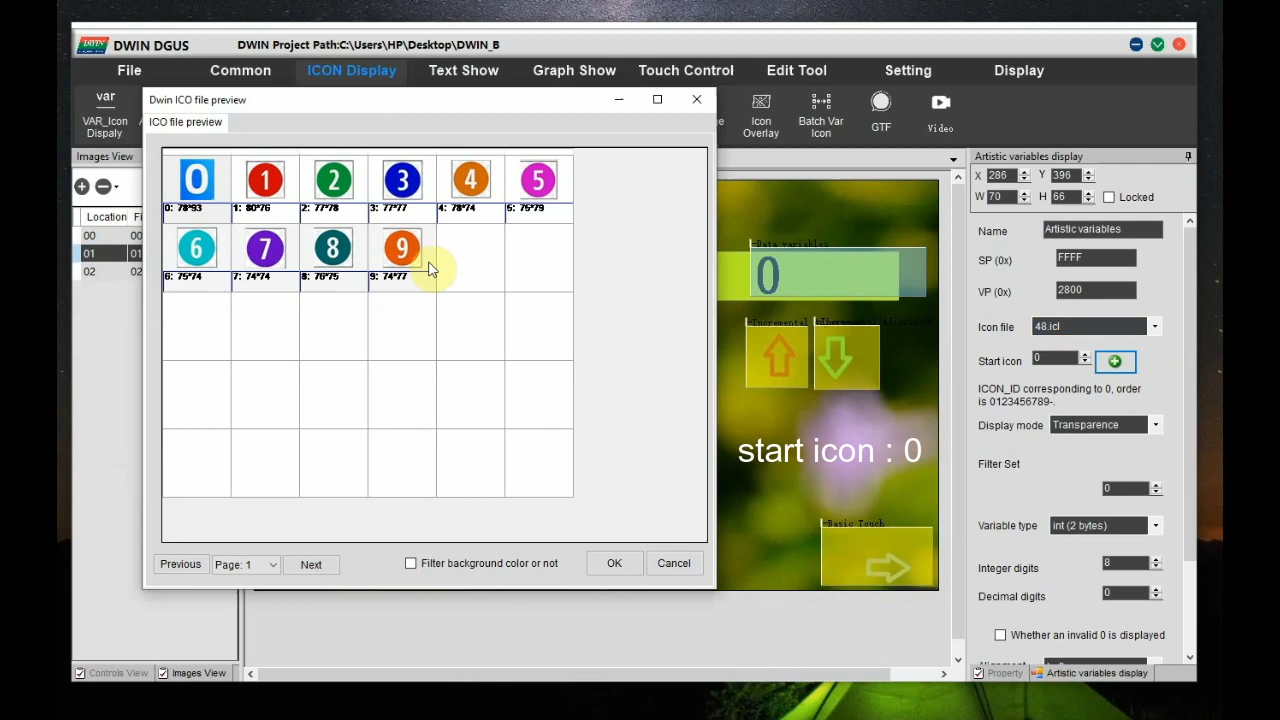 DWIN
DWIN DGUS
DWIN Project Path:C:\Users\HP\Desktop\DWIN_B
File
Common
ICON Display
Text Show
Graph Show
Touch Control
Edit Tool
Setting
Display
var
VAR_Icon
Dispaly
Icon
Overlay
Batch Var
Icon
GTF
Video
Dwin ICO file preview
ICO file preview
0
1
2
3
4
5
0: 78*93
1: 80*76
2: 77*78
3: 77*77
4: 78*74
5: 75*79
6
7
8
9
6: 75*74
7: 74*74
8: 76*75
9: 74*77
Previous
Page: 1
Next
Filter background color or not
OK
Cancel
Images View
Location
00
01
02
Controls View
Images View
Data variables
0
Incremental
start icon : 0
Basic Touch
Artistic variables display
X 286
Y 396
W 70
H 66
Locked
Name
Artistic variables
SP (0x)
FFFF
VP (0x)
2800
Icon file
48.icl
Start icon
0
ICON_ID corresponding to 0, order
is 0123456789-.
Display mode
Transparence
Filter Set
0
Variable type
int (2 bytes)
Integer digits
8
Decimal digits
0
Whether an invalid 0 is displayed
Property
Artistic variables display